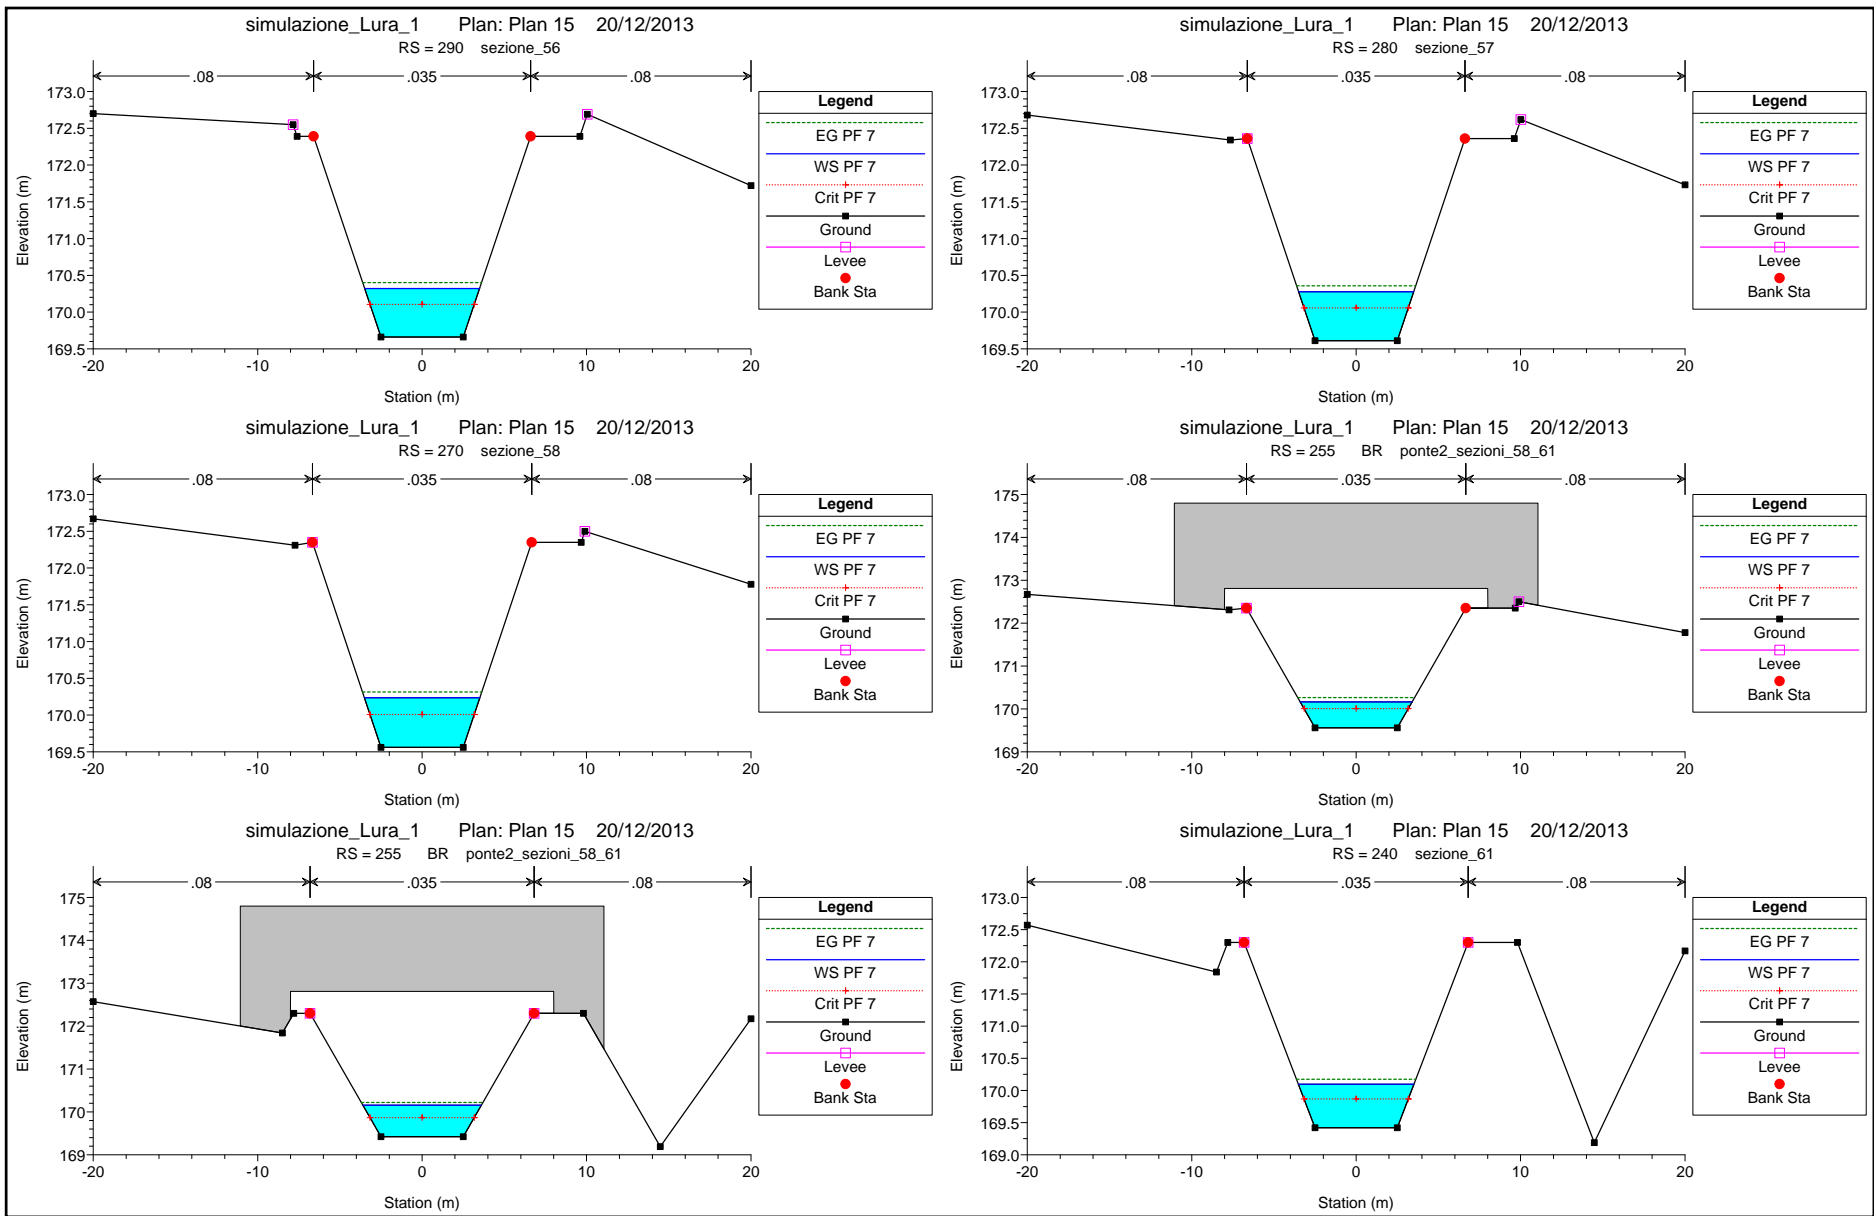 simulazione_Lura_1 Plan: Plan 15 20/12/2013
RS = 290 sezione_56
.08 .035 .08
173.0
172.5
172.0
171.5
171.0
170.5
170.0
169.5
Elevation (m)
-20 -10 0 10 20
Station (m)
Legend
EG PF 7
WS PF 7
Crit PF 7
Ground
Levee
Bank Sta
simulazione_Lura_1 Plan: Plan 15 20/12/2013
RS = 280 sezione_57
.08 .035 .08
173.0
172.5
172.0
171.5
171.0
170.5
170.0
169.5
Elevation (m)
-20 -10 0 10 20
Station (m)
Legend
EG PF 7
WS PF 7
Crit PF 7
Ground
Levee
Bank Sta
simulazione_Lura_1 Plan: Plan 15 20/12/2013
RS = 270 sezione_58
.08 .035 .08
173.0
172.5
172.0
171.5
171.0
170.5
170.0
169.5
Elevation (m)
-20 -10 0 10 20
Station (m)
Legend
EG PF 7
WS PF 7
Crit PF 7
Ground
Levee
Bank Sta
simulazione_Lura_1 Plan: Plan 15 20/12/2013
RS = 255 BR ponte2_sezioni_58_61
.08 .035 .08
175
174
173
172
171
170
169
Elevation (m)
-20 -10 0 10 20
Station (m)
Legend
EG PF 7
WS PF 7
Crit PF 7
Ground
Levee
Bank Sta
simulazione_Lura_1 Plan: Plan 15 20/12/2013
RS = 255 BR ponte2_sezioni_58_61
.08 .035 .08
175
174
173
172
171
170
169
Elevation (m)
-20 -10 0 10 20
Station (m)
Legend
EG PF 7
WS PF 7
Crit PF 7
Ground
Levee
Bank Sta
simulazione_Lura_1 Plan: Plan 15 20/12/2013
RS = 240 sezione_61
.08 .035 .08
173.0
172.5
172.0
171.5
171.0
170.5
170.0
169.5
169.0
Elevation (m)
-20 -10 0 10 20
Station (m)
Legend
EG PF 7
WS PF 7
Crit PF 7
Ground
Levee
Bank Sta